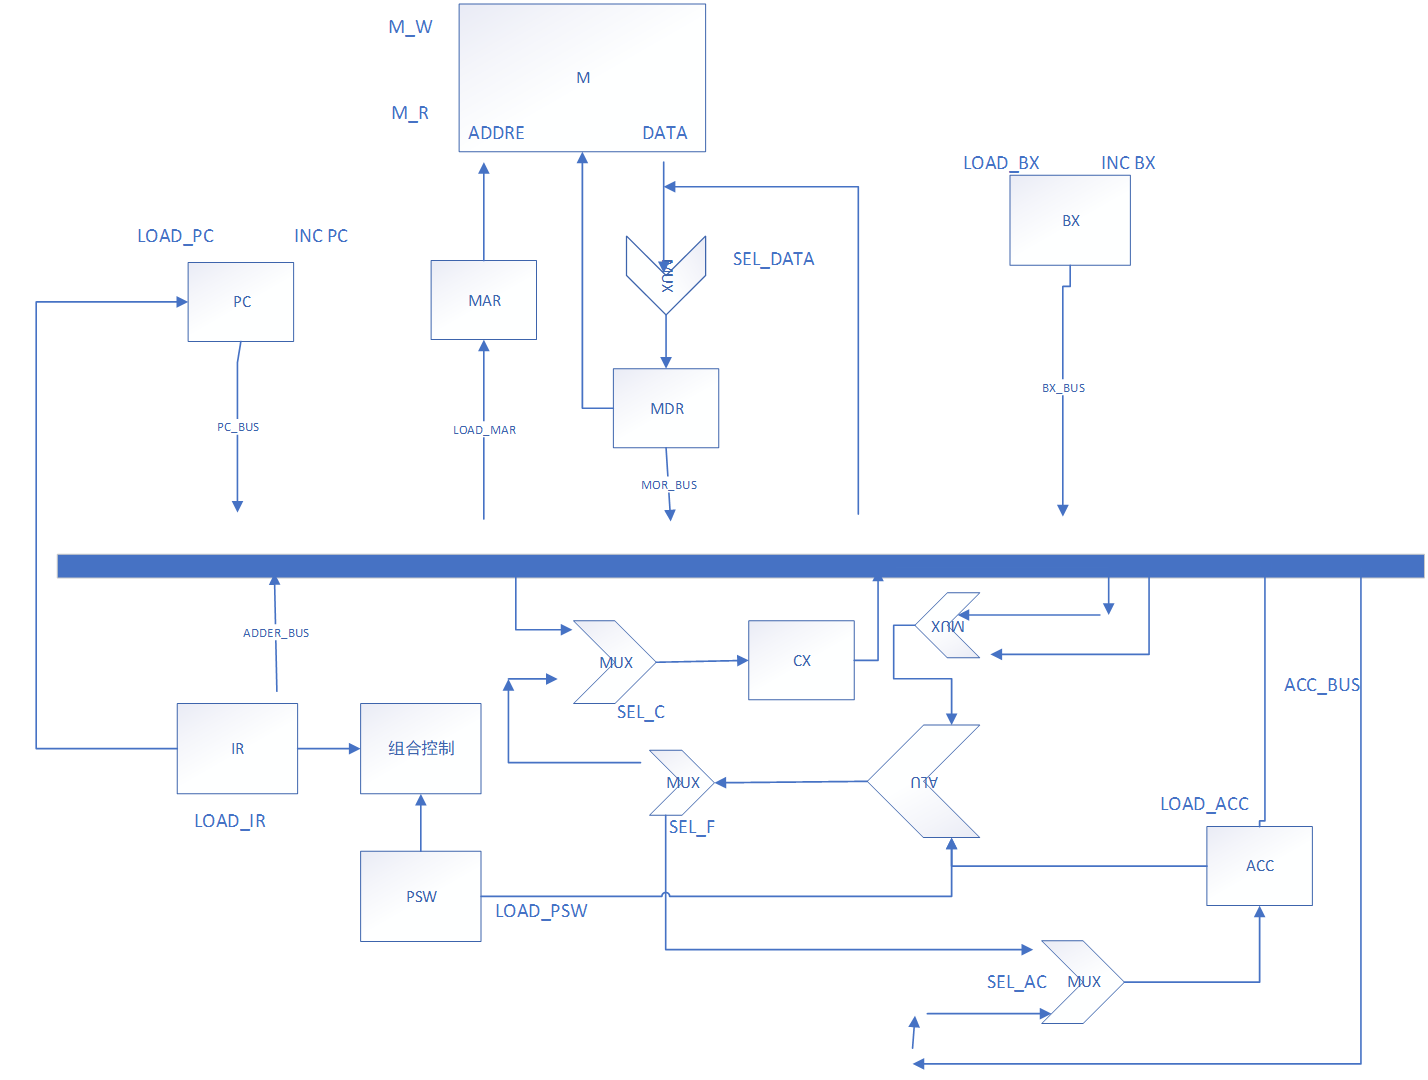 M_W
M
M_R
ADDRE
DATA
LOAD_BX
INC BX
BX
LOAD_PC
INC PC
SEL_DATA
MUX
PC
MAR
BX_BUS
MDR
PC_BUS
LOAD_MAR
MOR_BUS
ADDER_BUS
MUX
MUX
CX
ACC_BUS
SEL_C
IR
组合控制
MUX
ALU
LOAD_ACC
LOAD_IR
SEL_F
ACC
PSW
LOAD_PSW
SEL_AC
MUX